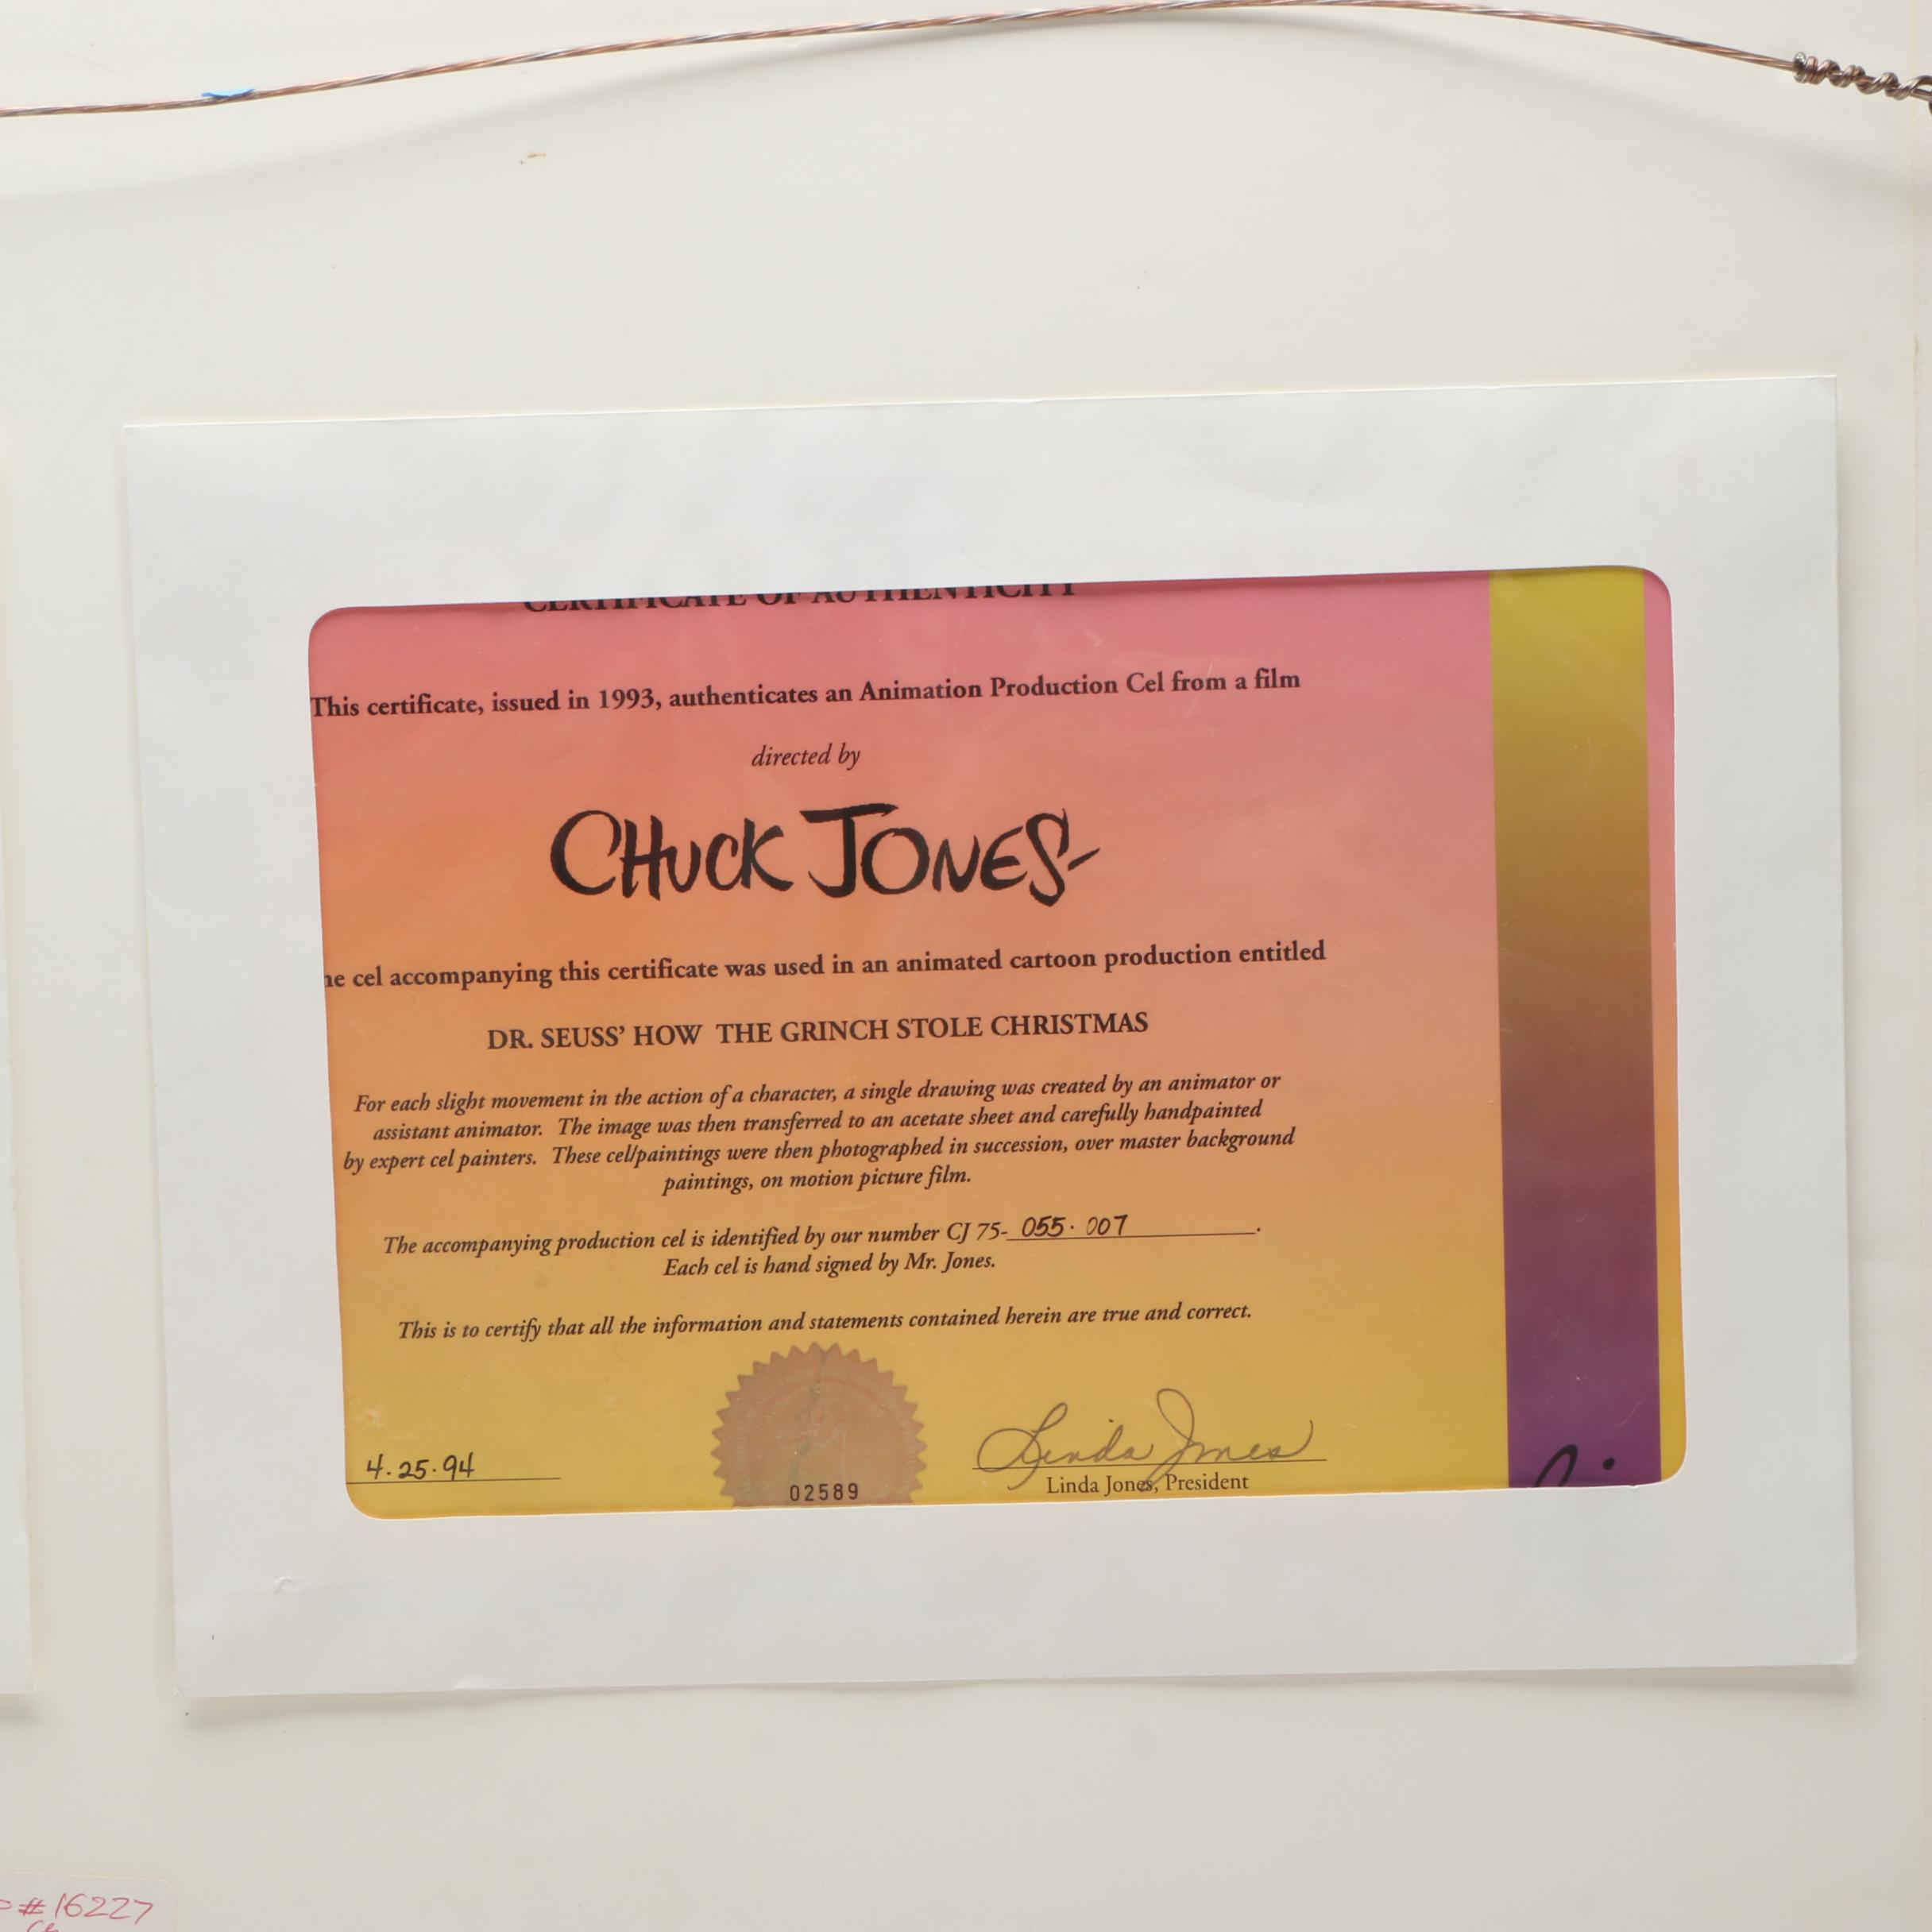 CERTIFICATE OF AUTHENTICITY
This certificate, issued in 1993, authenticates an Animation Production Cel from a film
directed by
CHUCK JONES-
he cel accompanying this certificate was used in an animated cartoon production entitled
DR. SEUSS' HOW THE GRINCH STOLE CHRISTMAS
For each slight movement in the action of a character, a single drawing was created by an animator or
assistant animator. The image was then transferred to an acetate sheet and carefully handpainted
by expert cel painters. These cel/paintings were then photographed in succession, over master background
paintings, on motion picture film.
The accompanying production cel is identified by our number CJ 75- 055·007.
Each cel is hand signed by Mr. Jones.
This is to certify that all the information and statements contained herein are true and correct.
4·25·94
02589
Linda Jones
Linda Jones, President
#16227